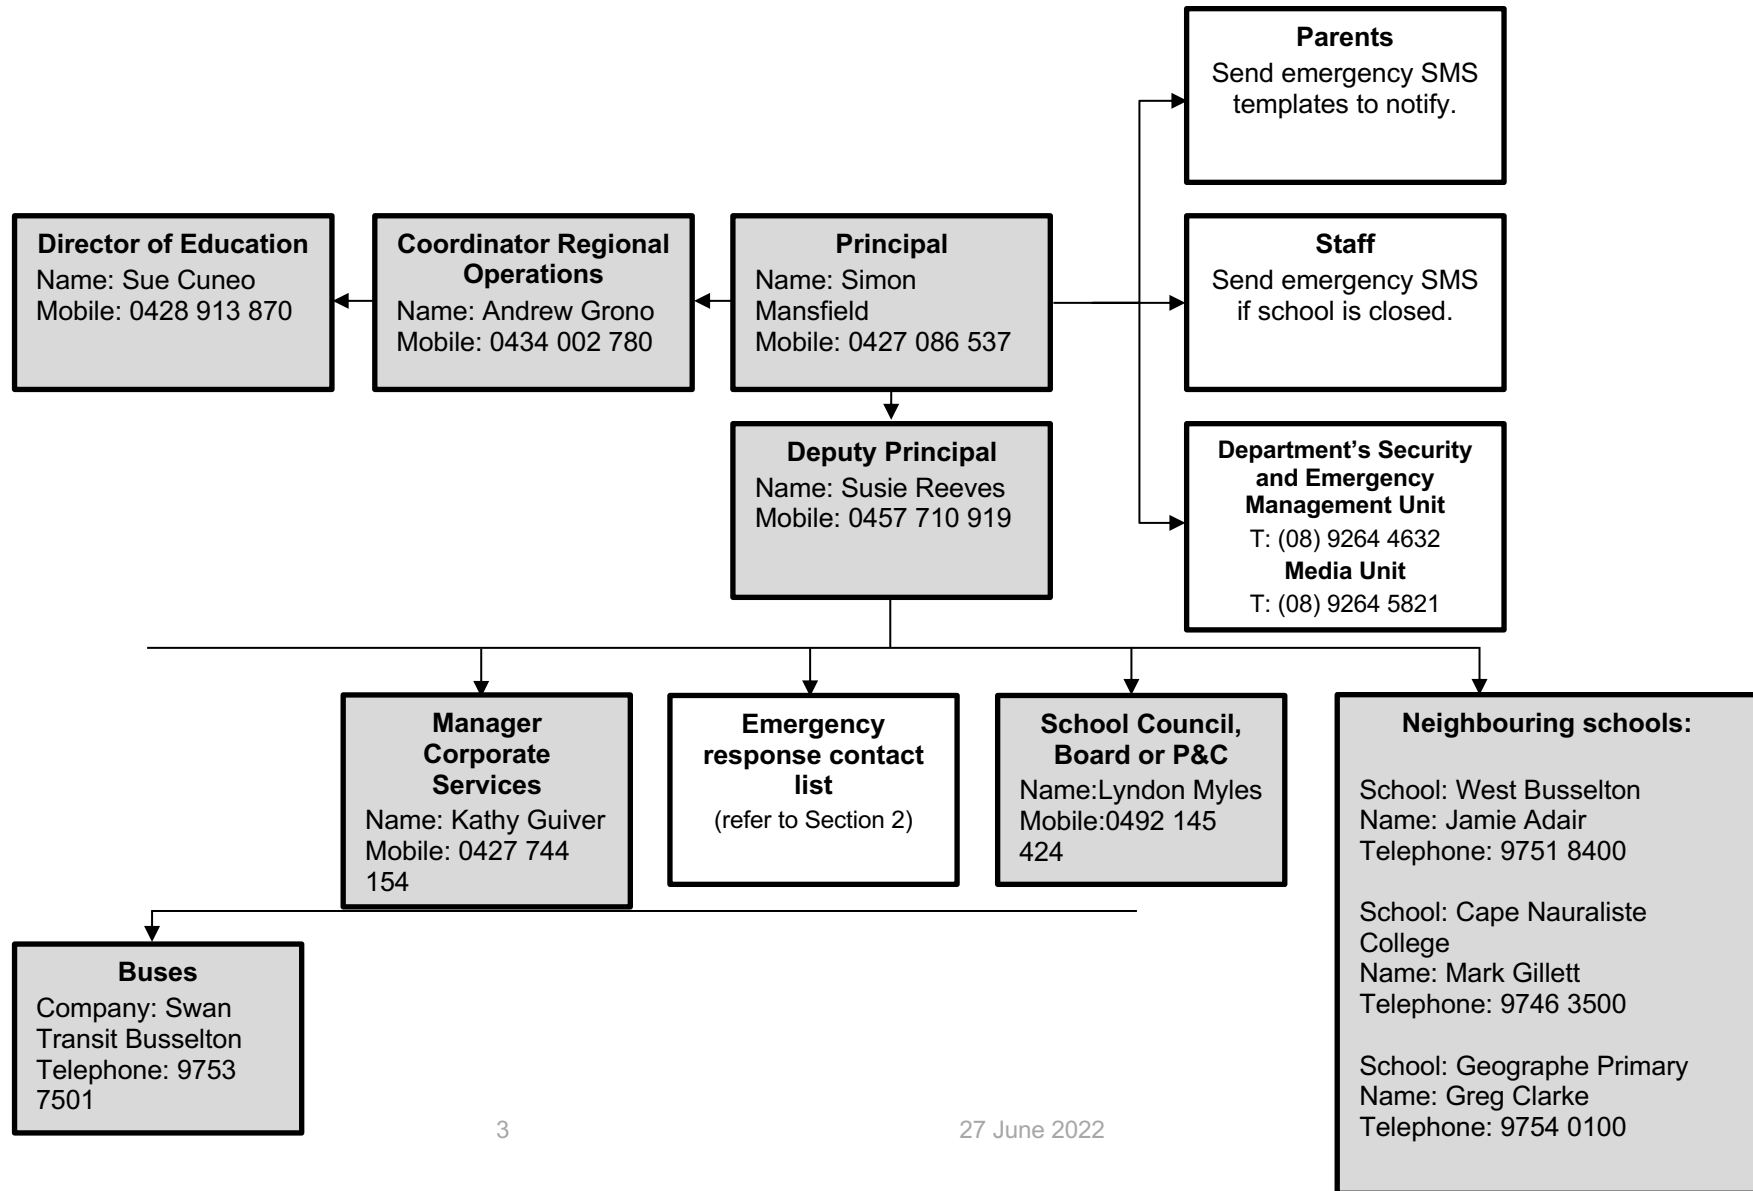 Parents
Send emergency SMS
templates to notify.
Director of Education
Name: Sue Cuneo
Mobile: 0428 913 870
Coordinator Regional
Operations
Name: Andrew Grono
Mobile: 0434 002 780
Principal
Name: Simon
Mansfield
Mobile: 0427 086 537
Staff
Send emergency SMS
if school is closed.
Deputy Principal
Name: Susie Reeves
Mobile: 0457 710 919
Department’s Security
and Emergency
Management Unit
T: (08) 9264 4632
Media Unit
T: (08) 9264 5821
Manager
Corporate
Services
Name: Kathy Guiver
Mobile: 0427 744
154
Emergency
response contact
list
(refer to Section 2)
School Council,
Board or P&C
Name:Lyndon Myles
Mobile:0492 145
424
Neighbouring schools:
School: West Busselton
Name: Jamie Adair
Telephone: 9751 8400
School: Cape Nauraliste
College
Name: Mark Gillett
Telephone: 9746 3500
School: Geographe Primary
Name: Greg Clarke
Telephone: 9754 0100
Buses
Company: Swan
Transit Busselton
Telephone: 9753
7501
3
27 June 2022